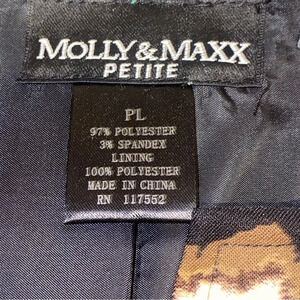 MOLLY & MAXX
PETITE
PL
97% POLYESTER
3% SPANDEX
LINING
100% POLYESTER
MADE IN CHINA
RN 117552